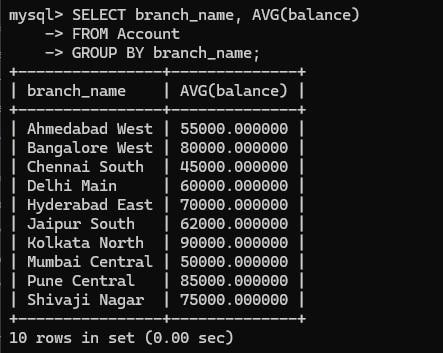 mysql> SELECT branch_name, AVG(balance)
    -> FROM Account
    -> GROUP BY branch_name;
+----------------+--------------+
| branch_name    | AVG(balance) |
+----------------+--------------+
| Ahmedabad West | 55000.000000 |
| Bangalore West | 80000.000000 |
| Chennai South  | 45000.000000 |
| Delhi Main     | 60000.000000 |
| Hyderabad East | 70000.000000 |
| Jaipur South   | 62000.000000 |
| Kolkata North  | 90000.000000 |
| Mumbai Central | 50000.000000 |
| Pune Central   | 85000.000000 |
| Shivaji Nagar  | 75000.000000 |
+----------------+--------------+
10 rows in set (0.00 sec)